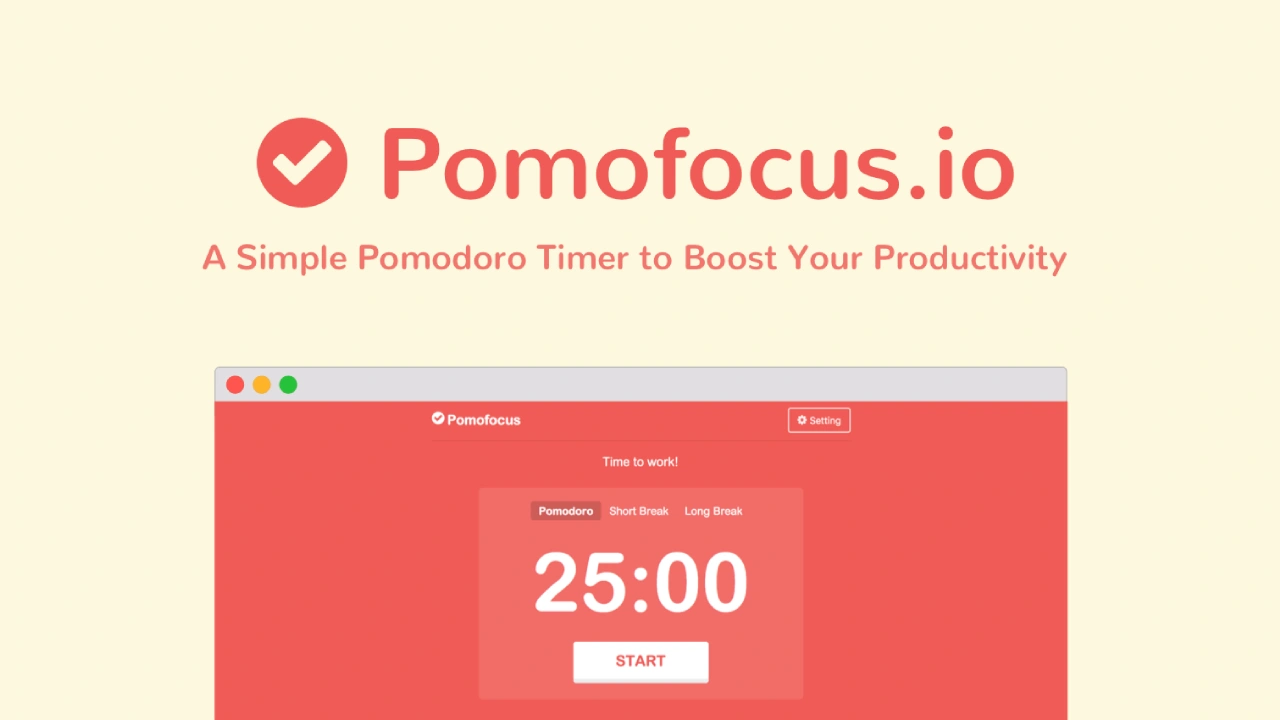 Pomofocus.io
A Simple Pomodoro Timer to Boost Your Productivity
Pomofocus Setting
Time to work!
Pomodoro Short Break Long Break
25:00
START